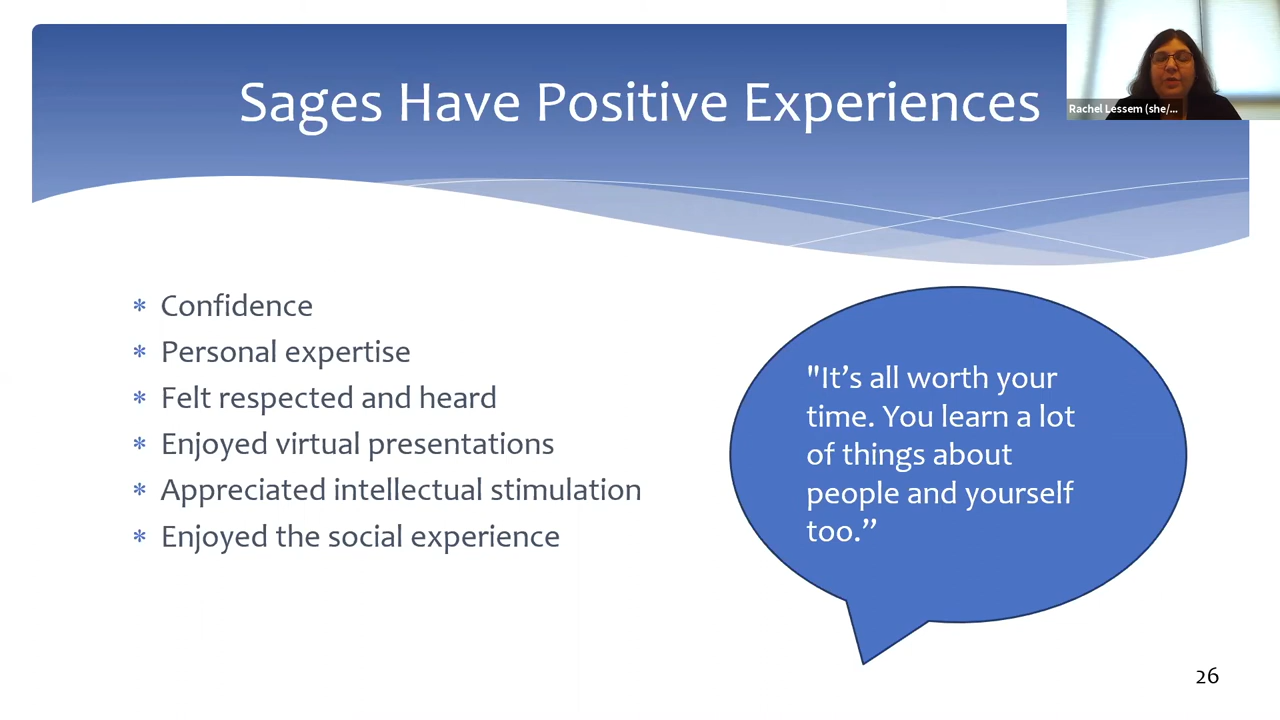 Sages Have Positive Experiences
Rachel Lessem (she/...
* Confidence
* Personal expertise
* Felt respected and heard
* Enjoyed virtual presentations
* Appreciated intellectual stimulation
* Enjoyed the social experience
"It’s all worth your
time. You learn a lot
of things about
people and yourself
too.”
26